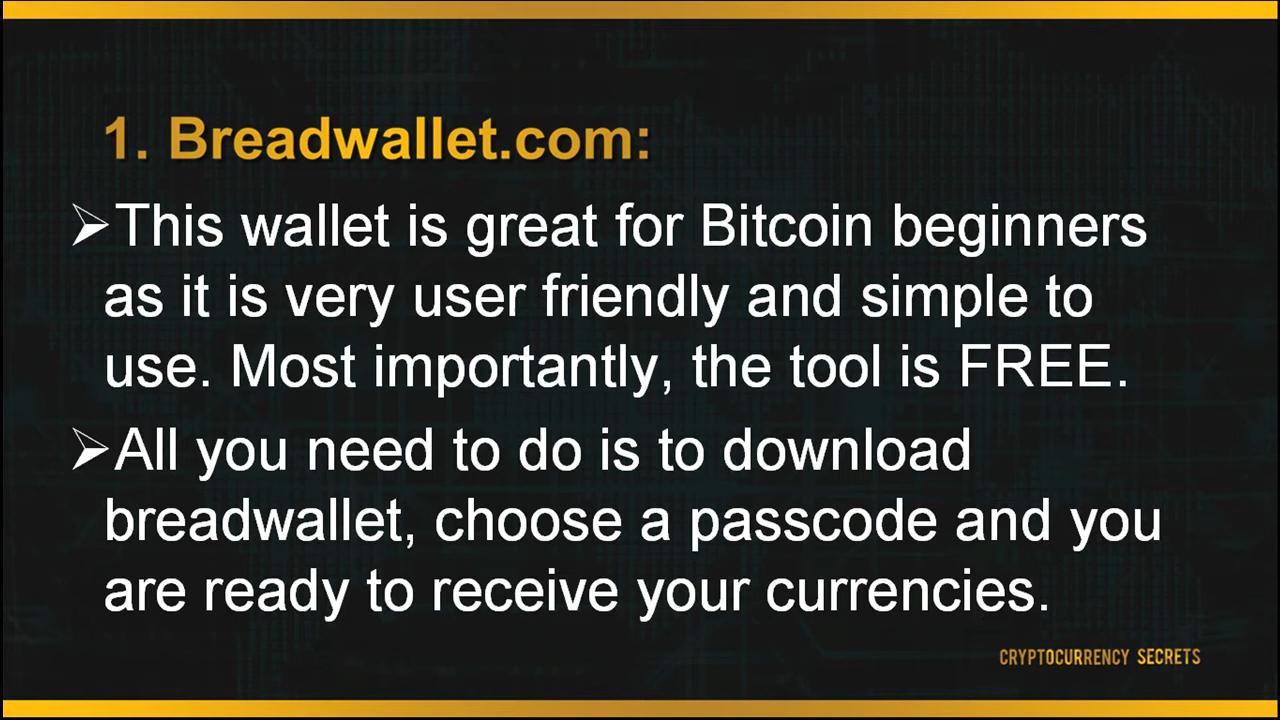 1. Breadwallet.com:
➢This wallet is great for Bitcoin beginners
as it is very user friendly and simple to
use. Most importantly, the tool is FREE.
➢All you need to do is to download
breadwallet, choose a passcode and you
are ready to receive your currencies.
CRYPTOCURRENCY SECRETS